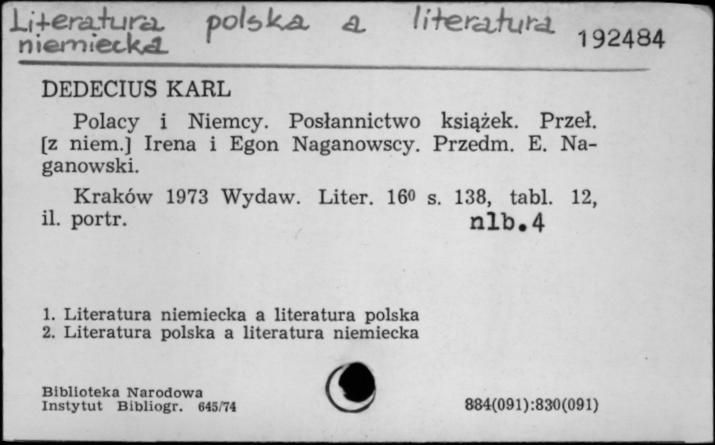 Literatura polska a literatura
niemiecka
192484
DEDECIUS KARL
Polacy i Niemcy. Posłannictwo książek. Przeł.
[z niem.] Irena i Egon Naganowscy. Przedm. E. Na-
ganowski.
Kraków 1973 Wydaw. Liter. 16⁰ s. 138, tabl. 12,
il. portr.
nlb.4
1. Literatura niemiecka a literatura polska
2. Literatura polska a literatura niemiecka
Biblioteka Narodowa
Instytut Bibliogr. 645/74
884(091):830(091)